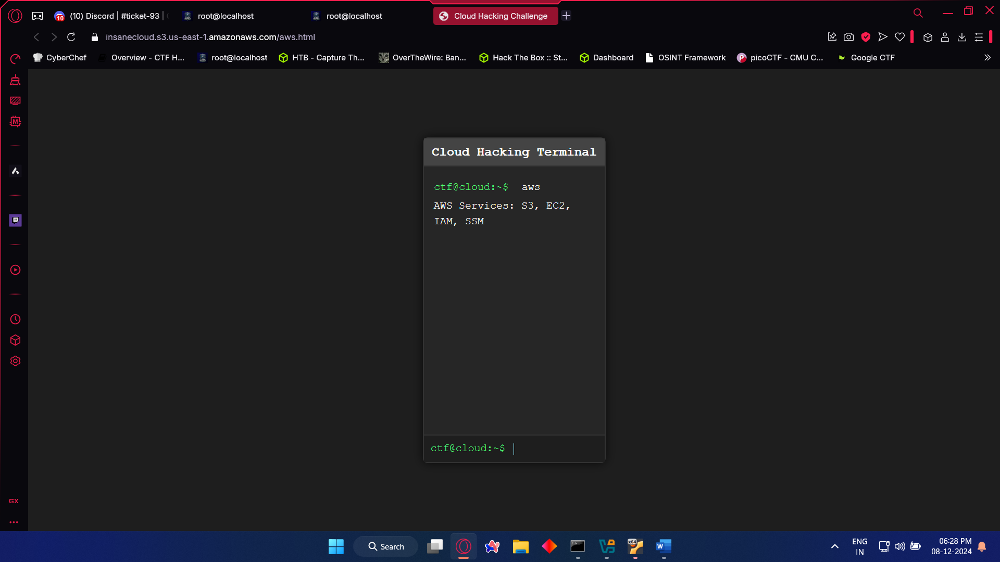 (10) Discord | #ticket-93 |
root@localhost
root@localhost
Cloud Hacking Challenge
insanecloud.s3.us-east-1.amazonaws.com/aws.html
CyberChef
Overview - CTF H...
root@localhost
HTB - Capture Th...
OverTheWire: Ban...
Hack The Box :: St...
Dashboard
OSINT Framework
picoCTF - CMU C...
Google CTF
Cloud Hacking Terminal
ctf@cloud:~$ aws
AWS Services: S3, EC2,
IAM, SSM
ctf@cloud:~$
GX
Search
ENG
IN
06:28 PM
08-12-2024